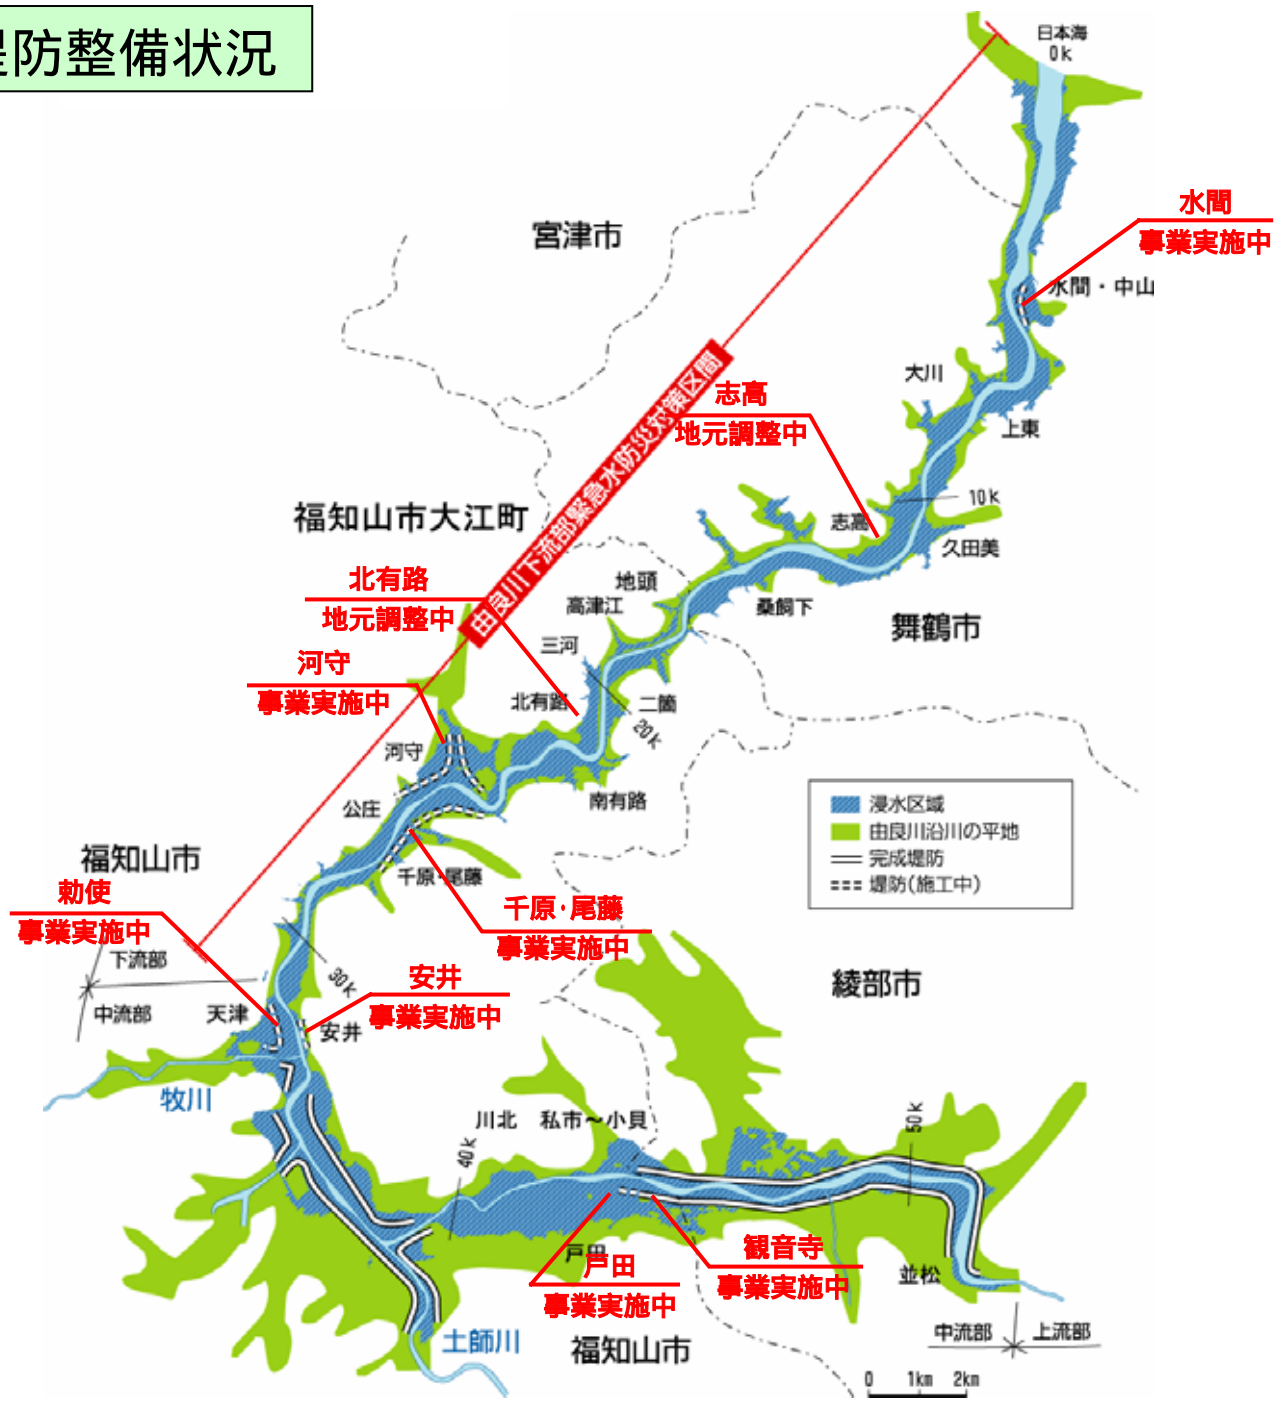 堤防整備状況
日本海
0k
水間
事業実施中
宮津市
水間・中山
大川
志高
地元調整中
上東
由良川下流部緊急水防災対策区間
10k
福知山市大江町
志高
久田美
北有路
地元調整中
地頭
高津江
桑飼下
舞鶴市
三河
河守
事業実施中
北有路
二箇
20k
河守
南有路
公庄
浸水区域
由良川沿川の平地
完成堤防
堤防(施工中)
福知山市
千原・尾藤
勅使
事業実施中
千原・尾藤
事業実施中
下流部
30k
安井
事業実施中
綾部市
中流部
天津
安井
牧川
川北
私市～小貝
40k
50k
戸田
戸田
事業実施中
観音寺
事業実施中
並松
土師川
福知山市
中流部
上流部
0 1km 2km